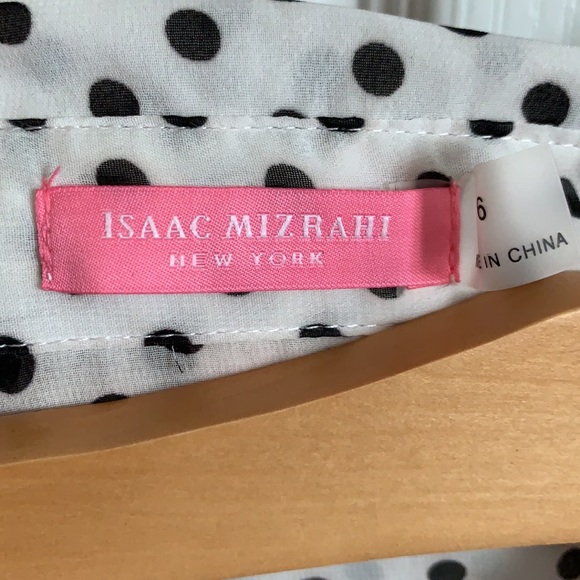 ISAAC MIZRAHI
NEW YORK
6
IN CHINA